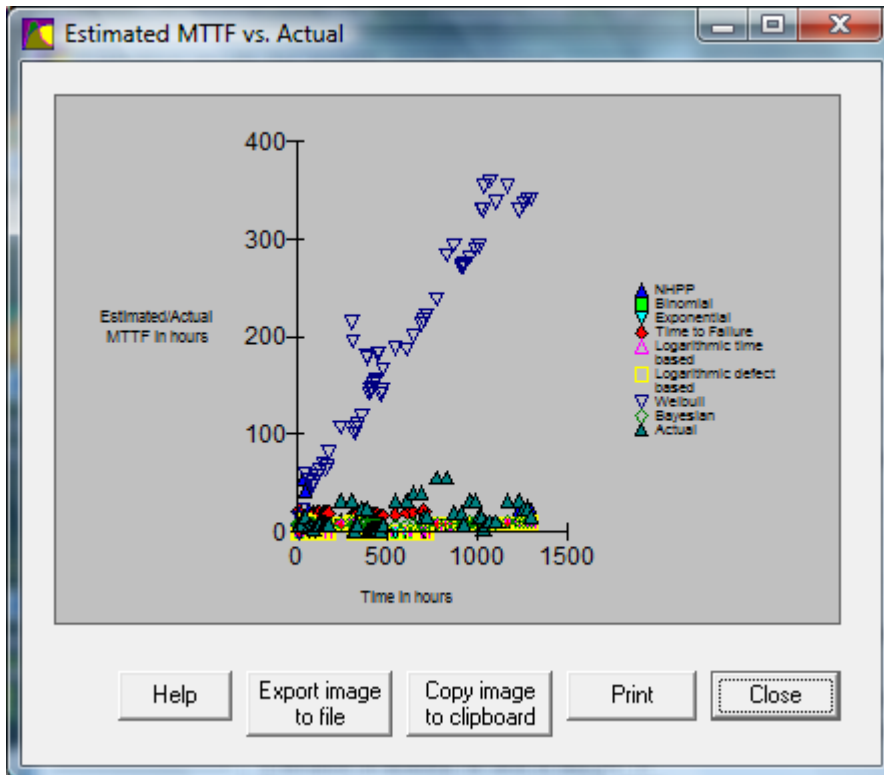 Estimated MTTF vs. Actual
400
300
200
100
0
0 500 1000 1500
Estimated/Actual
MTTF in hours
Time in hours
NHPP
Binomial
Exponential
Time to Failure
Logarithmic time
based
Logarithmic defect
based
Weibull
Bayesian
Actual
Help
Export image
to file
Copy image
to clipboard
Print
Close